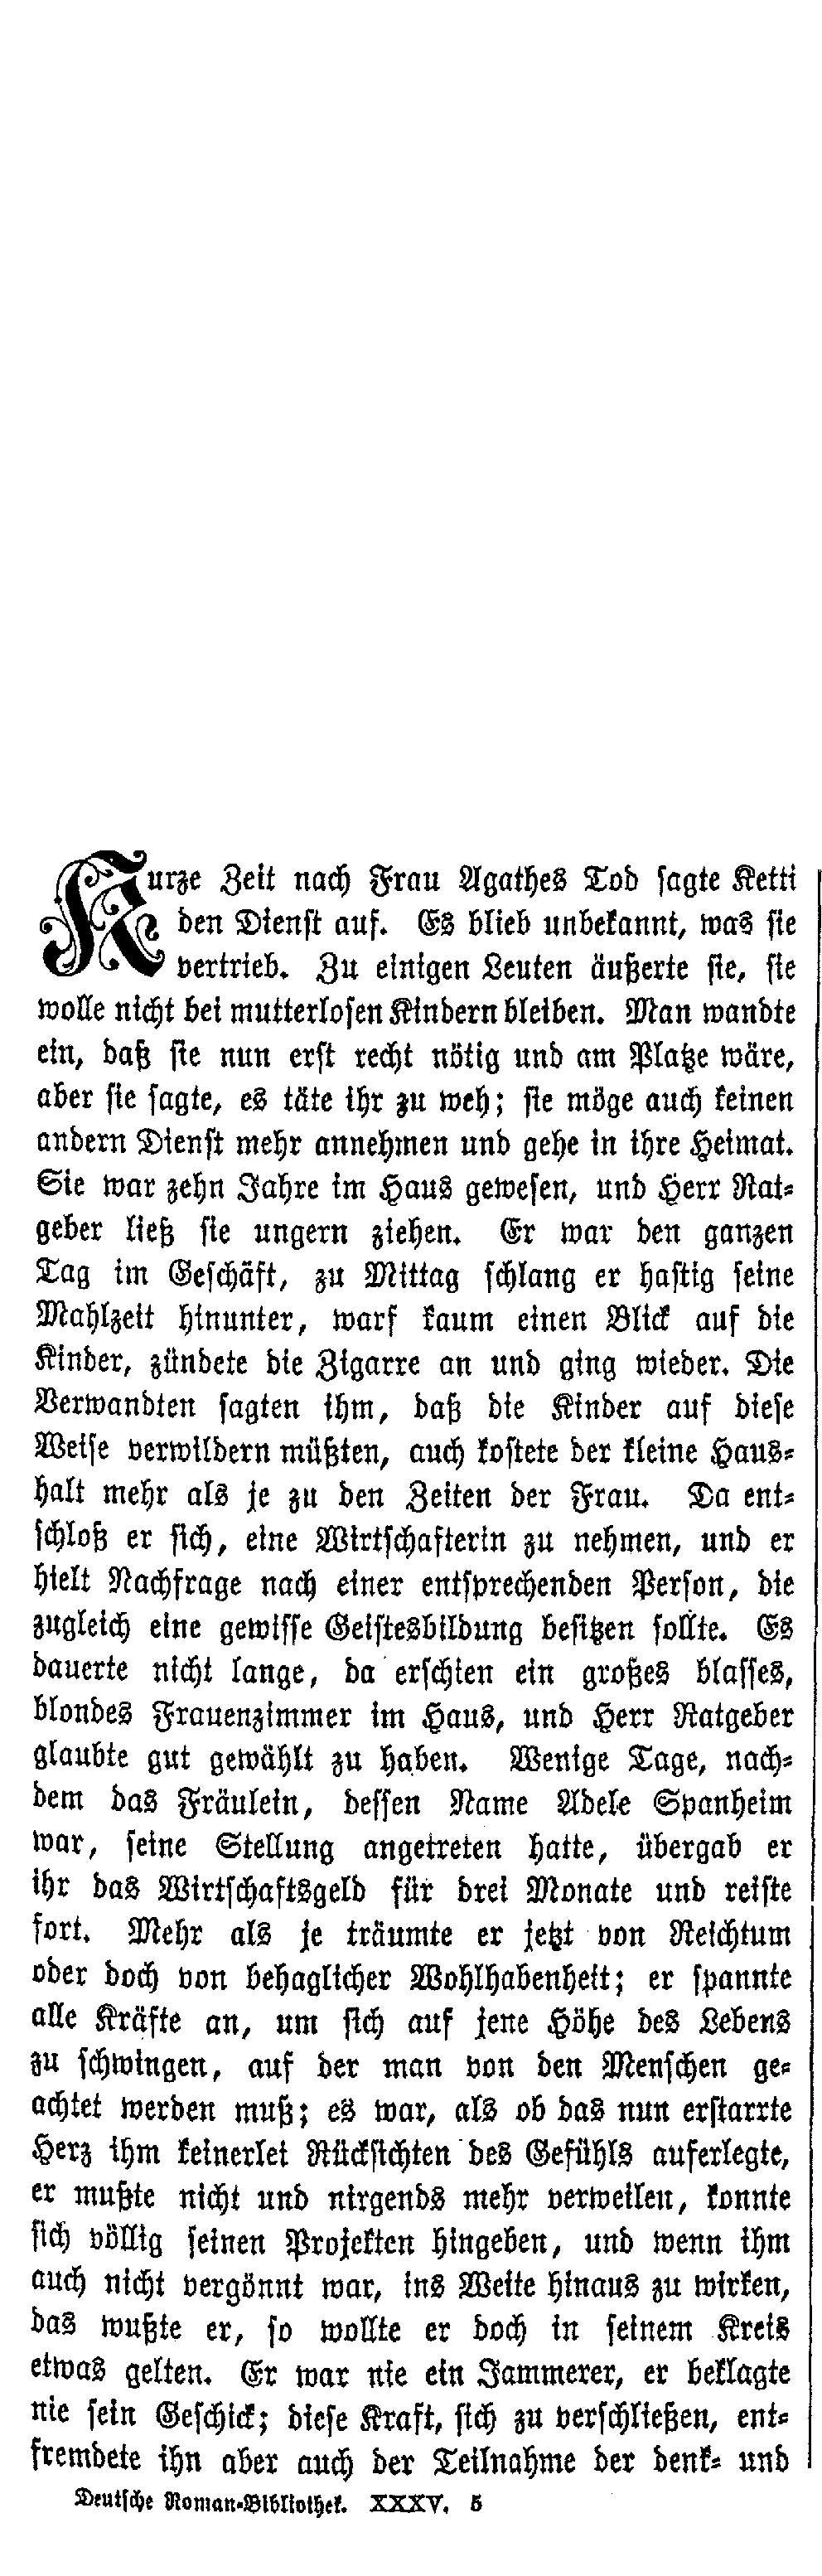 Kurze Zeit nach Frau Agathes Tod sagte Ketti
den Dienst auf. Es blieb unbekannt, was sie
vertrieb. Zu einigen Leuten äußerte sie, sie
wolle nicht bei mutterlosen Kindern bleiben. Man wandte
ein, daß sie nun erst recht nötig und am Platze wäre,
aber sie sagte, es täte ihr zu weh; sie möge auch keinen
andern Dienst mehr annehmen und gehe in ihre Heimat.
Sie war zehn Jahre im Haus gewesen, und Herr Rat-
geber ließ sie ungern ziehen. Er war den ganzen
Tag im Geschäft, zu Mittag schlang er hastig seine
Mahlzeit hinunter, warf kaum einen Blick auf die
Kinder, zündete die Zigarre an und ging wieder. Die
Verwandten sagten ihm, daß die Kinder auf diese
Weise verwildern müßten, auch kostete der kleine Haus-
halt mehr als je zu den Zeiten der Frau. Da ent-
schloß er sich, eine Wirtschafterin zu nehmen, und er
hielt Nachfrage nach einer entsprechenden Person, die
zugleich eine gewisse Geistesbildung besitzen sollte. Es
dauerte nicht lange, da erschien ein großes blasses,
blondes Frauenzimmer im Haus, und Herr Ratgeber
glaubte gut gewählt zu haben. Wenige Tage, nach-
dem das Fräulein, dessen Name Adele Spanheim
war, seine Stellung angetreten hatte, übergab er
ihr das Wirtschaftsgeld für drei Monate und reiste
fort. Mehr als je träumte er jetzt von Reichtum
oder doch von behaglicher Wohlhabenheit; er spannte
alle Kräfte an, um sich auf jene Höhe des Lebens
zu schwingen, auf der man von den Menschen ge-
achtet werden muß; es war, als ob das nun erstarrte
Herz ihm keinerlei Rücksichten des Gefühls auferlegte,
er mußte nicht und nirgends mehr verweilen, konnte
sich völlig seinen Projekten hingeben, und wenn ihm
auch nicht vergönnt war, ins Weite hinaus zu wirken,
das wußte er, so wollte er doch in seinem Kreis
etwas gelten. Er war nie ein Jammerer, er beklagte
nie sein Geschick; diese Kraft, sich zu verschließen, ent-
fremdete ihn aber auch der Teilnahme der denk- und
Deutsche Roman-Bibliothek. XXXV. 5